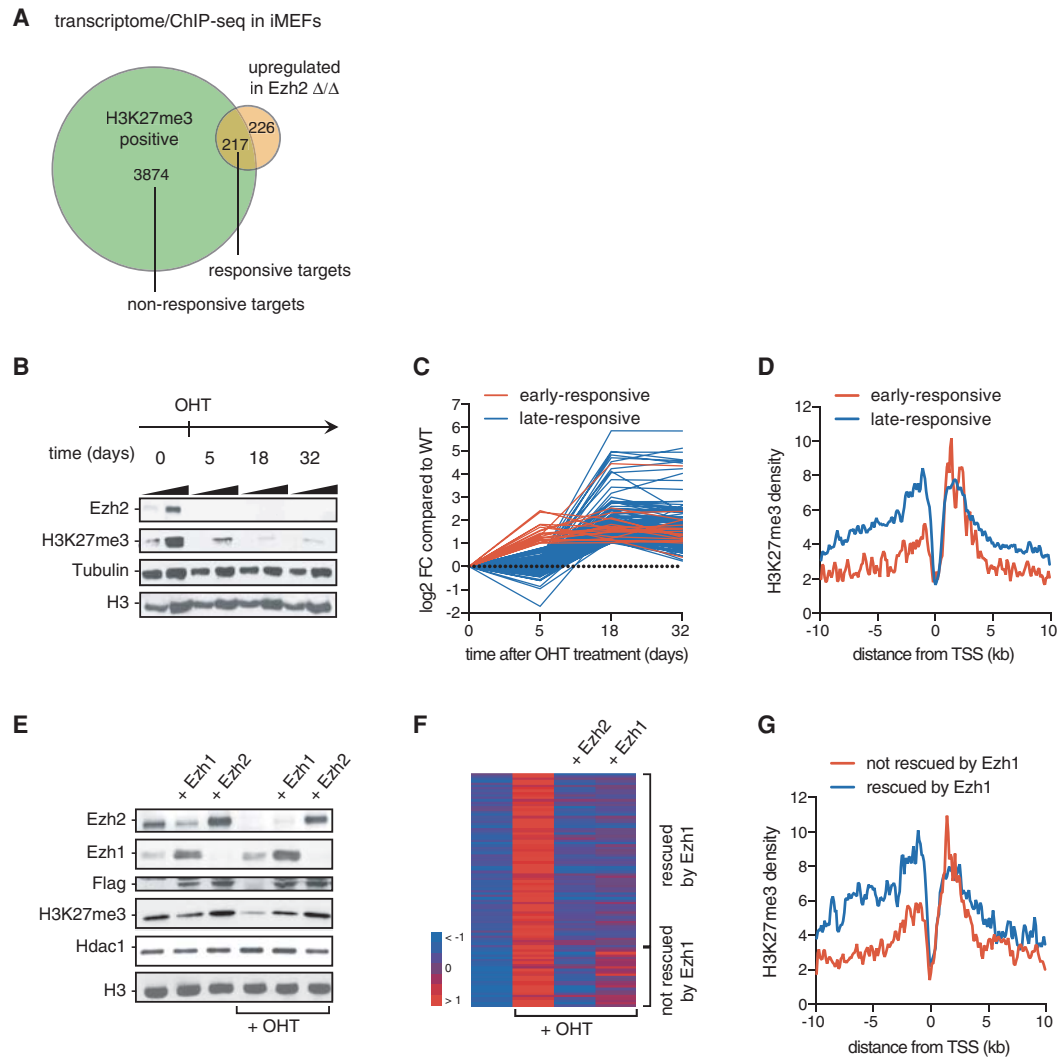 A
transcriptome/ChIP-seq in iMEFs
upregulated
in Ezh2 Δ/Δ
H3K27me3
positive
226
217
3874
responsive targets
non-responsive targets
B
OHT
time (days) 0 5 18 32
Ezh2
H3K27me3
Tubulin
H3
C
early-responsive
late-responsive
log2 FC compared to WT
7
6
5
4
3
2
1
0
-1
-2
0 5 18 32
time after OHT treatment (days)
D
early-responsive
late-responsive
H3K27me3 density
12
10
8
6
4
2
0
-10 -5 0 5 10
distance from TSS (kb)
E
+ Ezh1
+ Ezh2
+ Ezh1
+ Ezh2
Ezh2
Ezh1
Flag
H3K27me3
Hdac1
H3
+ OHT
F
+ Ezh2
+ Ezh1
rescued
by Ezh1
not rescued
by Ezh1
< -1
0
> 1
+ OHT
G
not rescued by Ezh1
rescued by Ezh1
H3K27me3 density
12
10
8
6
4
2
0
-10 -5 0 5 10
distance from TSS (kb)